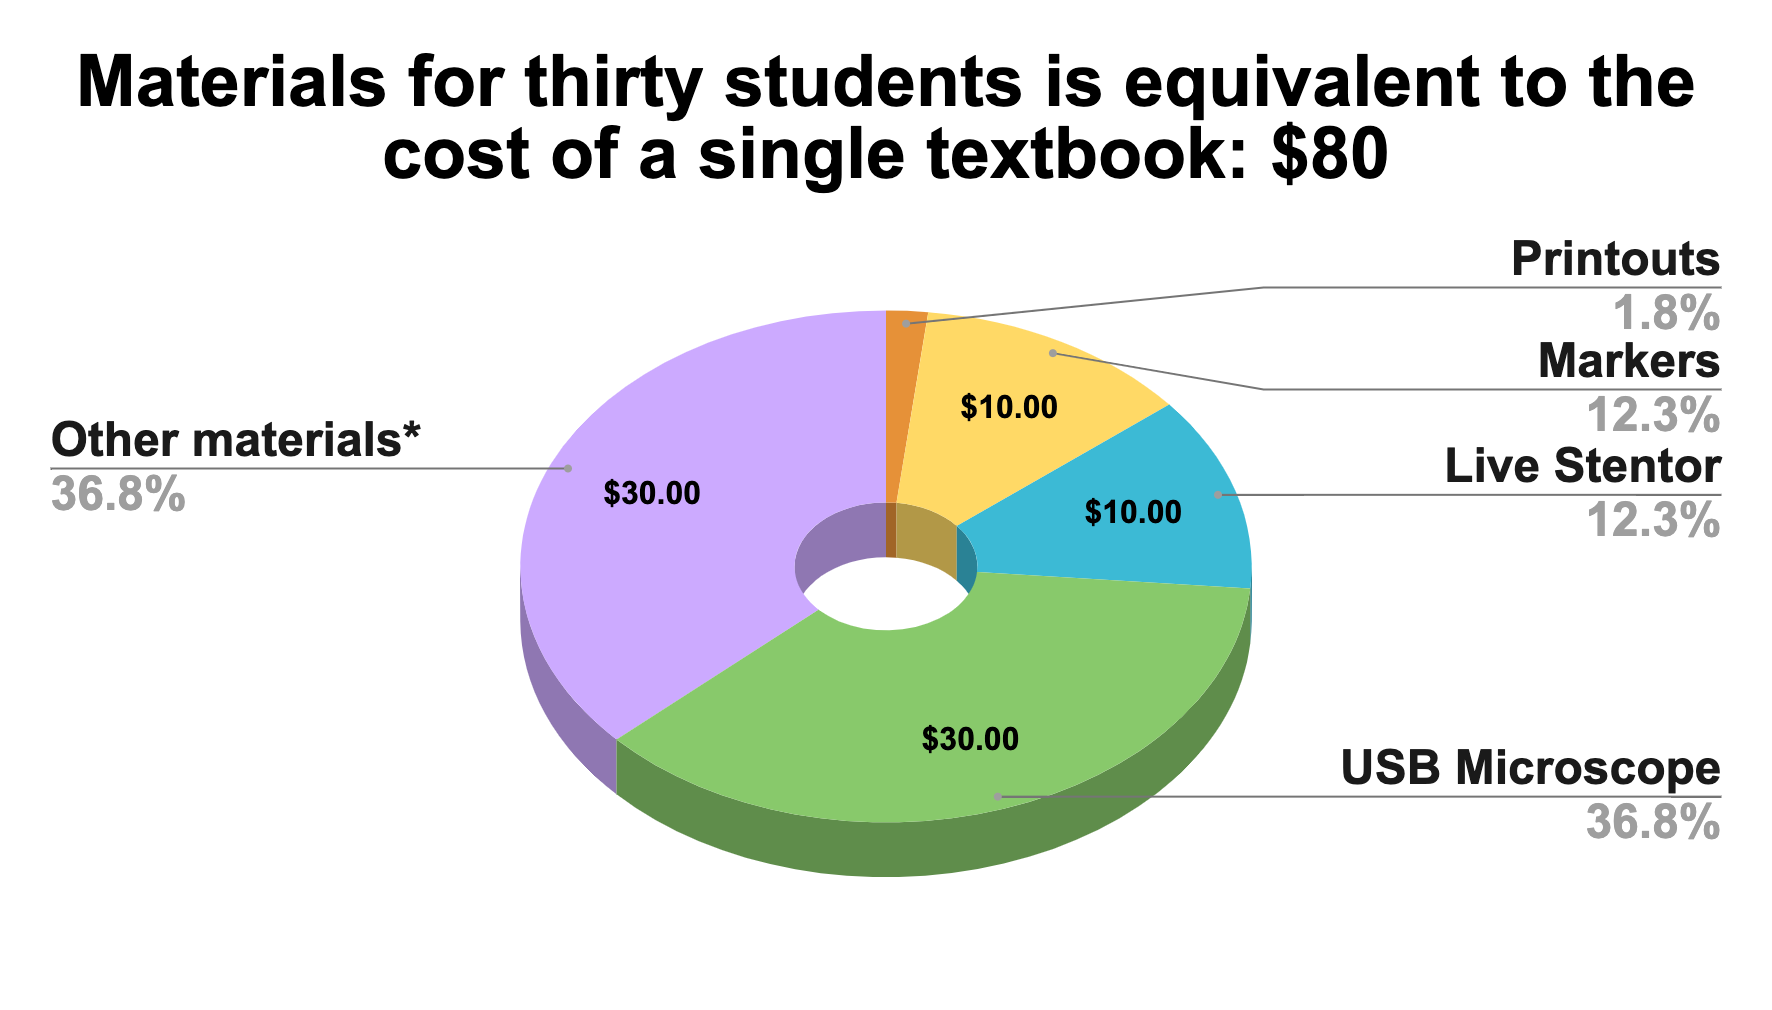 Materials for thirty students is equivalent to the
cost of a single textbook: $80
Printouts
1.8%
Markers
12.3%
Live Stentor
12.3%
USB Microscope
36.8%
Other materials*
36.8%
$10.00
$10.00
$30.00
$30.00